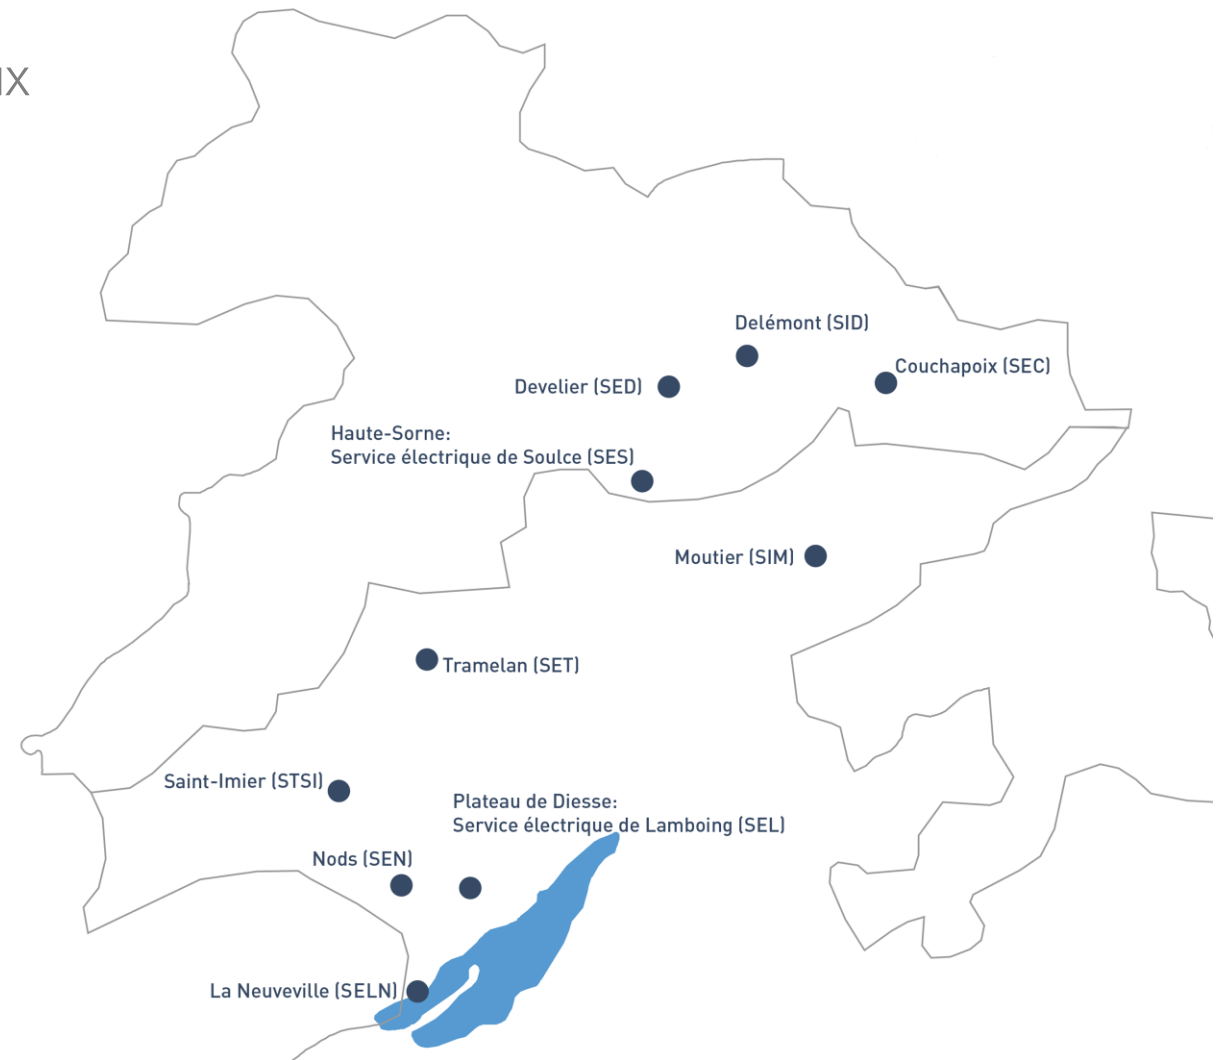 IX
Delémont (SID)
Couchapoix (SEC)
Develier (SED)
Haute-Sorne:
Service électrique de Soulce (SES)
Moutier (SIM)
Tramelan (SET)
Saint-Imier (STSI)
Plateau de Diesse:
Service électrique de Lamboing (SEL)
Nods (SEN)
La Neuveville (SELN)